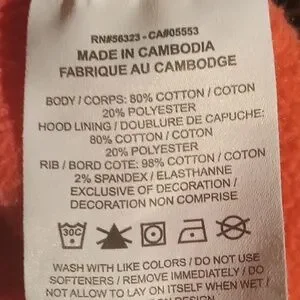 RN#56323 - CA#05553
MADE IN CAMBODIA
FABRIQUE AU CAMBODGE
BODY / CORPS: 80% COTTON / COTON
20% POLYESTER
HOOD LINING / DOUBLURE DE CAPUCHE:
80% COTTON / COTON
20% POLYESTER
RIB / BORD COTE: 98% COTTON / COTON
2% SPANDEX / ELASTHANNE
EXCLUSIVE OF DECORATION /
DECORATION NON COMPRISE
30C
WASH WITH LIKE COLORS / DO NOT USE
SOFTENERS / REMOVE IMMEDIATELY / DO
NOT ALLOW TO LAY ON ITSELF WHEN WET /